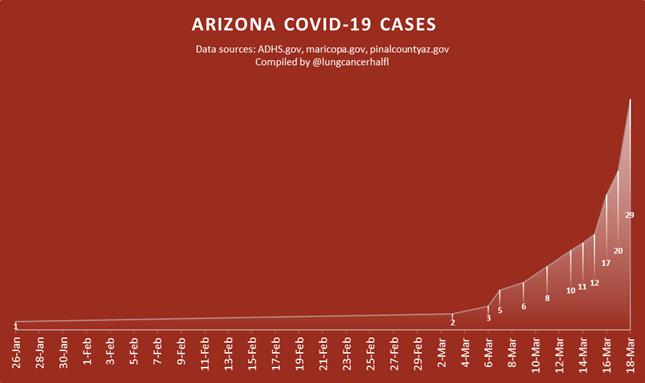 ARIZONA COVID-19 CASES
Data sources: ADHS.gov, maricopa.gov, pinalcountyaz.gov
Compiled by @lungcancerhalfl
1
2
3
5
6
8
10
11
12
17
20
29
26-Jan
28-Jan
30-Jan
1-Feb
3-Feb
5-Feb
7-Feb
9-Feb
11-Feb
13-Feb
15-Feb
17-Feb
19-Feb
21-Feb
23-Feb
25-Feb
27-Feb
29-Feb
2-Mar
4-Mar
6-Mar
8-Mar
10-Mar
12-Mar
14-Mar
16-Mar
18-Mar